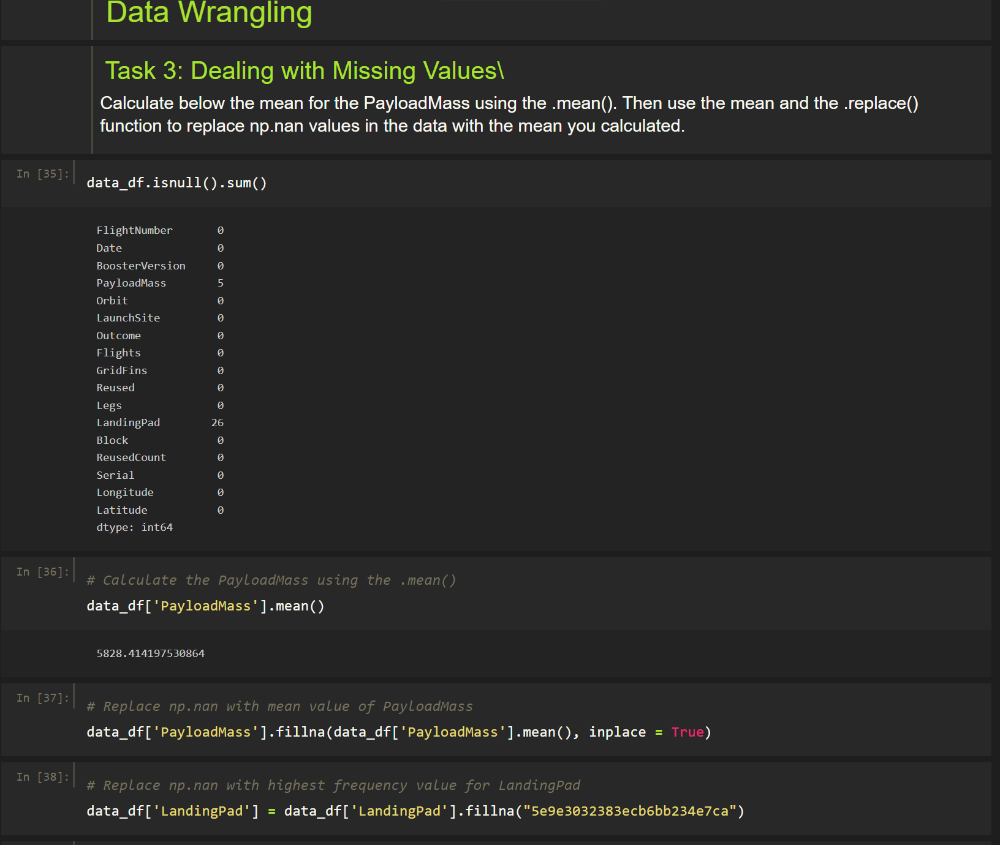 Data Wrangling
Task 3: Dealing with Missing Values\
Calculate below the mean for the PayloadMass using the .mean(). Then use the mean and the .replace()
function to replace np.nan values in the data with the mean you calculated.
In [35]:
data_df.isnull().sum()
FlightNumber 0
Date 0
BoosterVersion 0
PayloadMass 5
Orbit 0
LaunchSite 0
Outcome 0
Flights 0
GridFins 0
Reused 0
Legs 0
LandingPad 26
Block 0
ReusedCount 0
Serial 0
Longitude 0
Latitude 0
dtype: int64
In [36]:
# Calculate the PayloadMass using the .mean()
data_df['PayloadMass'].mean()
5828.414197530864
In [37]:
# Replace np.nan with mean value of PayloadMass
data_df['PayloadMass'].fillna(data_df['PayloadMass'].mean(), inplace = True)
In [38]:
# Replace np.nan with highest frequency value for LandingPad
data_df['LandingPad'] = data_df['LandingPad'].fillna("5e9e3032383ecb6bb234e7ca")